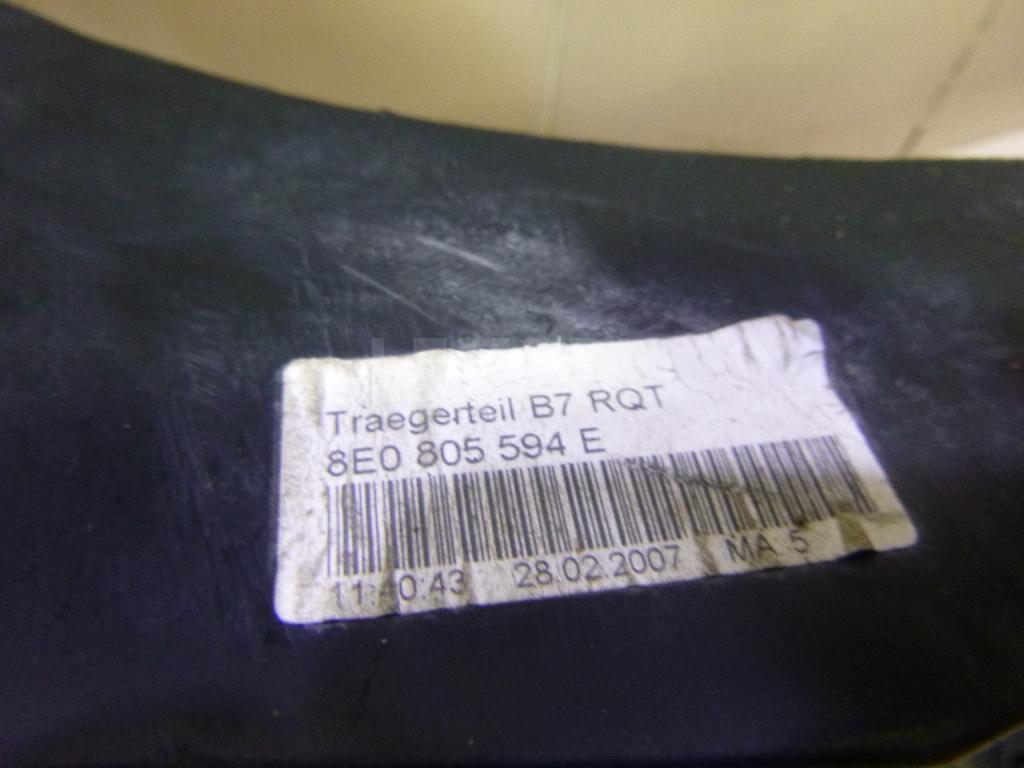 Traegerteil B7 RQT
8E0 805 594 E
11:40:43 28.02.2007 MA 5